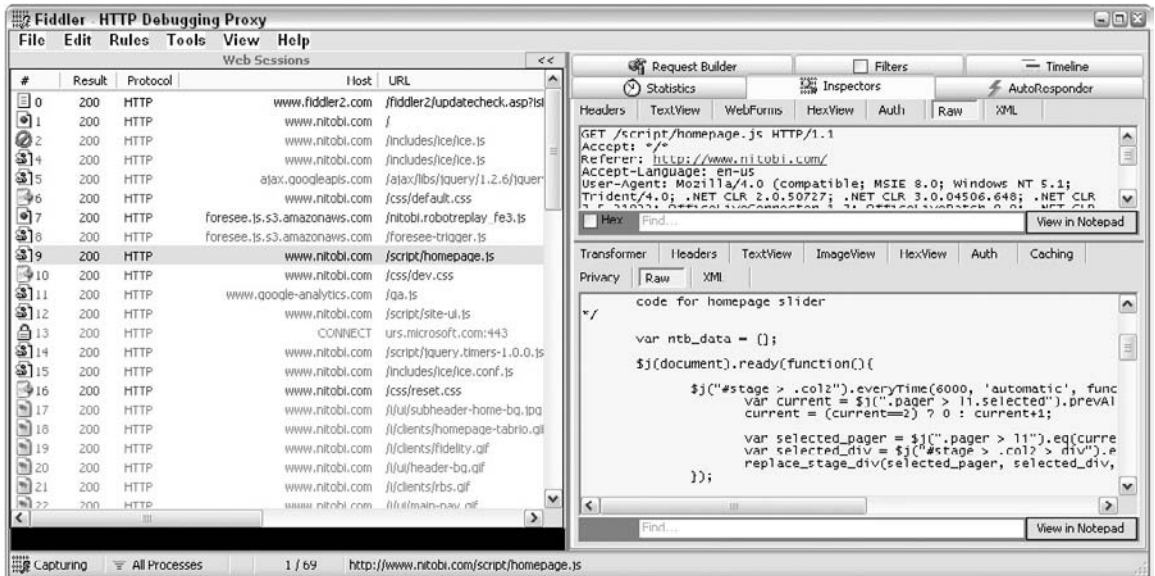 Fiddler - HTTP Debugging Proxy
File Edit Rules Tools View Help
Web Sessions <<
# Result Protocol Host URL
0 200 HTTP www.fiddler2.com /fiddler2/updatecheck.asp?isl
1 200 HTTP www.nitobi.com /
2 200 HTTP www.nitobi.com /includes/ice/ice.js
4 200 HTTP www.nitobi.com /includes/ice/ice.js
5 200 HTTP ajax.googleapis.com /ajax/libs/jquery/1.2.6/jquer
6 200 HTTP www.nitobi.com /css/default.css
7 200 HTTP foresee.js.s3.amazonaws.com /nitobi.robotreplay_fe3.js
8 200 HTTP foresee.js.s3.amazonaws.com /foresee-trigger.js
9 200 HTTP www.nitobi.com /script/homepage.js
10 200 HTTP www.nitobi.com /css/dev.css
11 200 HTTP www.google-analytics.com /ga.js
12 200 HTTP www.nitobi.com /script/site-ui.js
13 200 HTTP CONNECT urs.microsoft.com:443
14 200 HTTP www.nitobi.com /script/jquery.timers-1.0.0.js
15 200 HTTP www.nitobi.com /includes/ice/ice.conf.js
16 200 HTTP www.nitobi.com /css/reset.css
17 200 HTTP www.nitobi.com /i/ui/subheader-home-bg.jpg
18 200 HTTP www.nitobi.com /i/clients/homepage-tabrio.gi
19 200 HTTP www.nitobi.com /i/clients/fidelity.gif
20 200 HTTP www.nitobi.com /i/ui/header-bg.gif
21 200 HTTP www.nitobi.com /i/clients/rbs.gif
22 200 HTTP www.nitobi.com /i/ui/main-nav.gif
Request Builder Filters Timeline
Statistics Inspectors AutoResponder
Headers TextView WebForms HexView Auth Raw XML
GET /script/homepage.js HTTP/1.1
Accept: */*
Referer: http://www.nitobi.com/
Accept-Language: en-us
User-Agent: Mozilla/4.0 (compatible; MSIE 8.0; Windows NT 5.1;
Trident/4.0; .NET CLR 2.0.50727; .NET CLR 3.0.04506.648; .NET CLR
Hex Find... View in Notepad
Transformer Headers TextView ImageView HexView Auth Caching
Privacy Raw XML
code for homepage slider
*/
var ntb_data = {};
$j(document).ready(function(){
$j("#stage > .col2").everyTime(6000, 'automatic', func
var current = $j(".pager > li.selected").prevAl
current = (current==2) ? 0 : current+1;
var selected_pager = $j(".pager > li").eq(curre
var selected_div = $j("#stage > .col2 > div").e
replace_stage_div(selected_pager, selected_div,
});
Find... View in Notepad
Capturing All Processes 1 / 69 http://www.nitobi.com/script/homepage.js